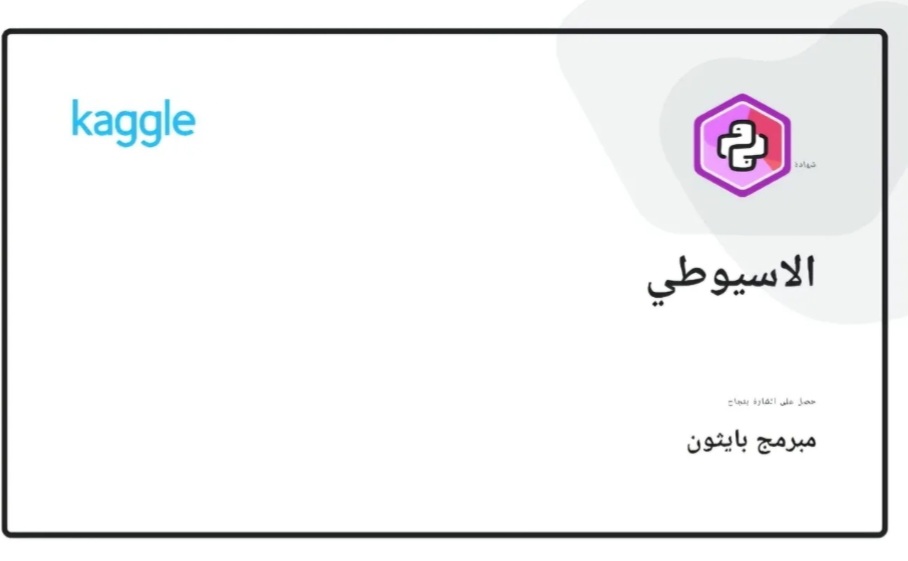 kaggle
شهادة
الاسيوطي
حصل على الشارة بنجاح
مبرمج بايثون